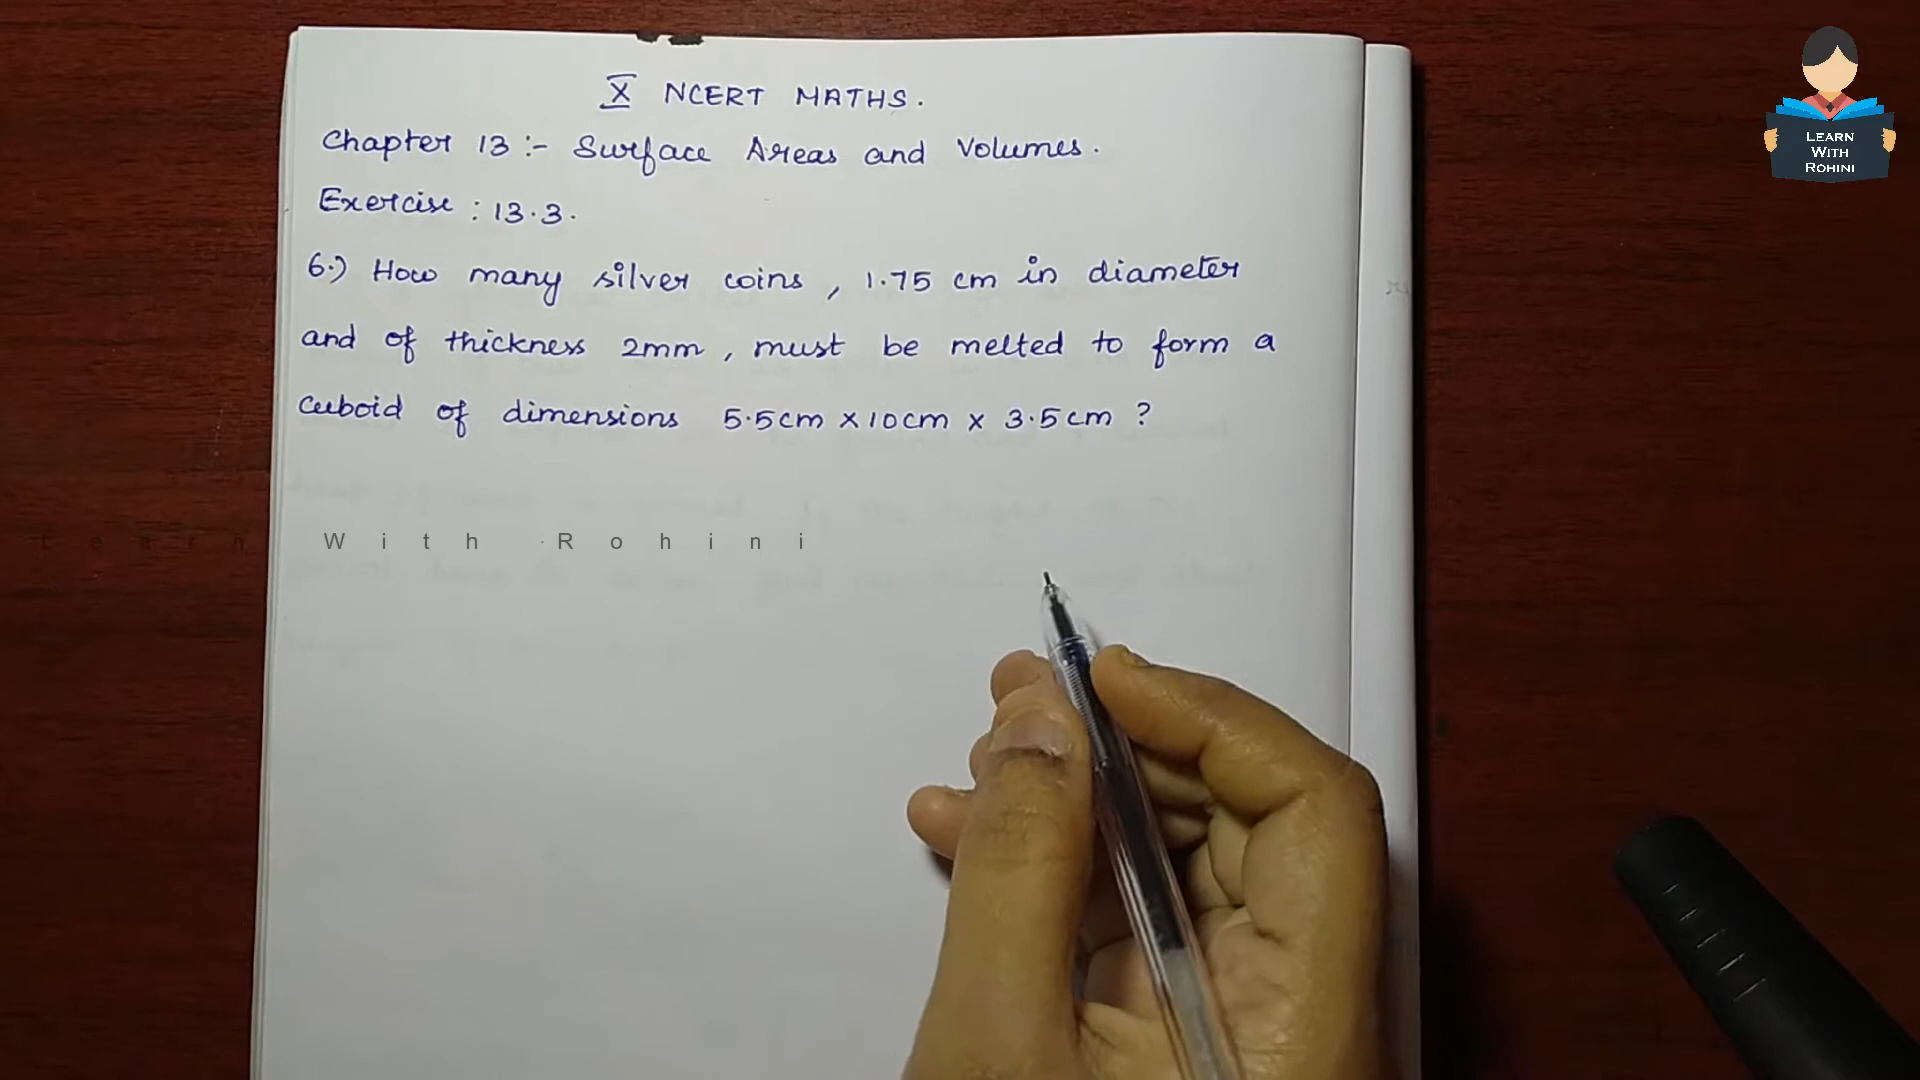 X NCERT MATHS.
Chapter 13 :- Surface Areas and Volumes.
Exercise : 13.3.
6.) How many silver coins, 1.75 cm in diameter
and of thickness 2mm, must be melted to form a
cuboid of dimensions 5.5cm x 10cm x 3.5cm ?
Learn With Rohini
LEARN
WITH
ROHINI